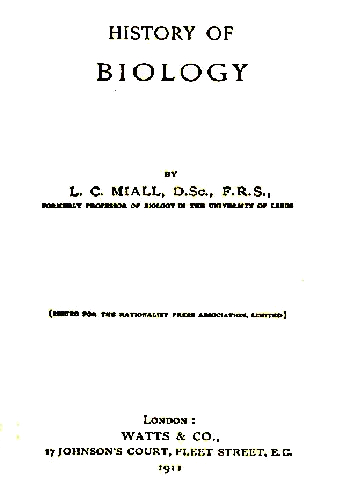 HISTORY OF
BIOLOGY
BY
L. C. MIALL, D.Sc., F.R.S.,
FORMERLY PROFESSOR OF BIOLOGY IN THE UNIVERSITY OF LEEDS
(ISSUED FOR THE RATIONALIST PRESS ASSOCIATION, LIMITED)
LONDON:
WATTS & CO.,
17 JOHNSON'S COURT, FLEET STREET, E.C.
1911